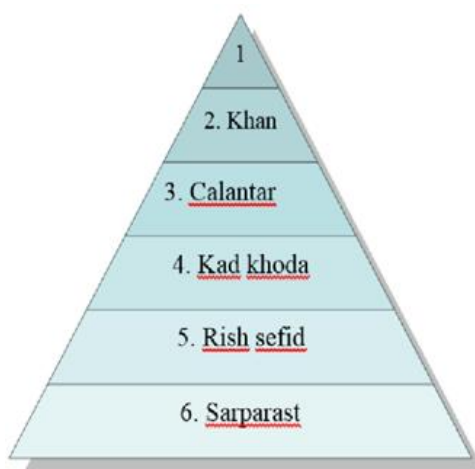 1
2. Khan
3. Calantar
4. Kad khoda
5. Rish sefid
6. Sarparast